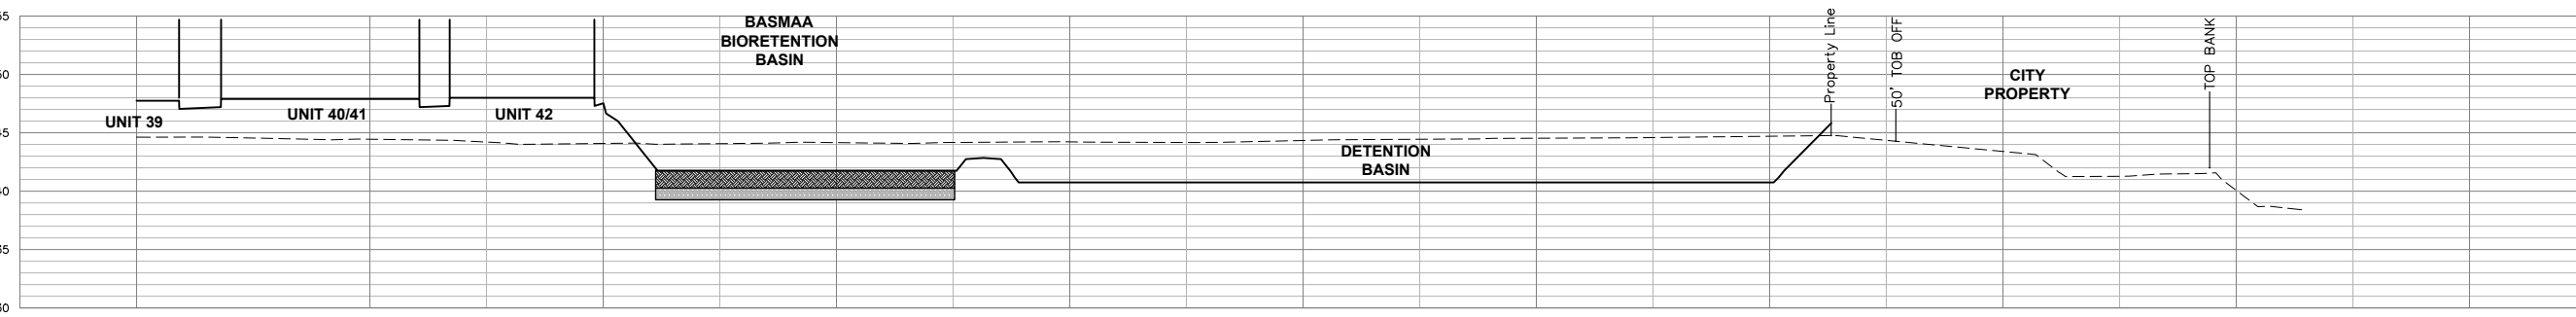 BASMAA
BIORETENTION
BASIN
Property Line
50' TOB OFF
TOP BANK
CITY
PROPERTY
UNIT 39
UNIT 40/41
UNIT 42
DETENTION
BASIN